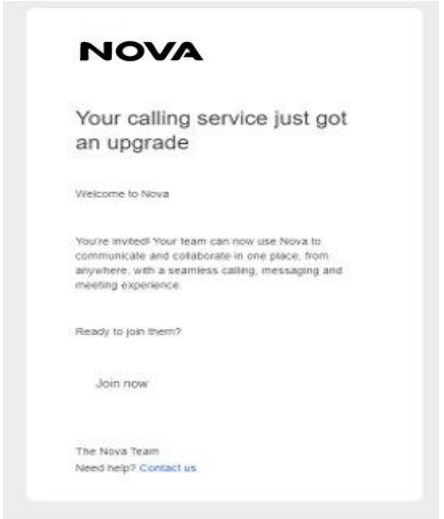 NOVA
Your calling service just got
an upgrade
Welcome to Nova
You're invited! Your team can now use Nova to
communicate and collaborate in one place, from
anywhere, with a seamless calling, messaging and
meeting experience.
Ready to join them?
Join now
The Nova Team
Need help? Contact us.